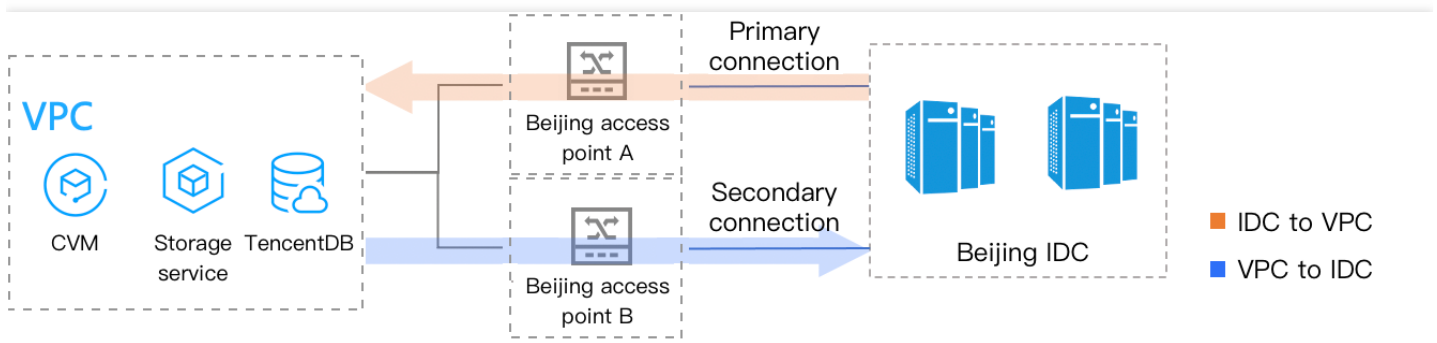 VPC
CVM
Storage
service
TencentDB
Beijing access
point A
Beijing access
point B
Primary
connection
Secondary
connection
Beijing IDC
IDC to VPC
VPC to IDC